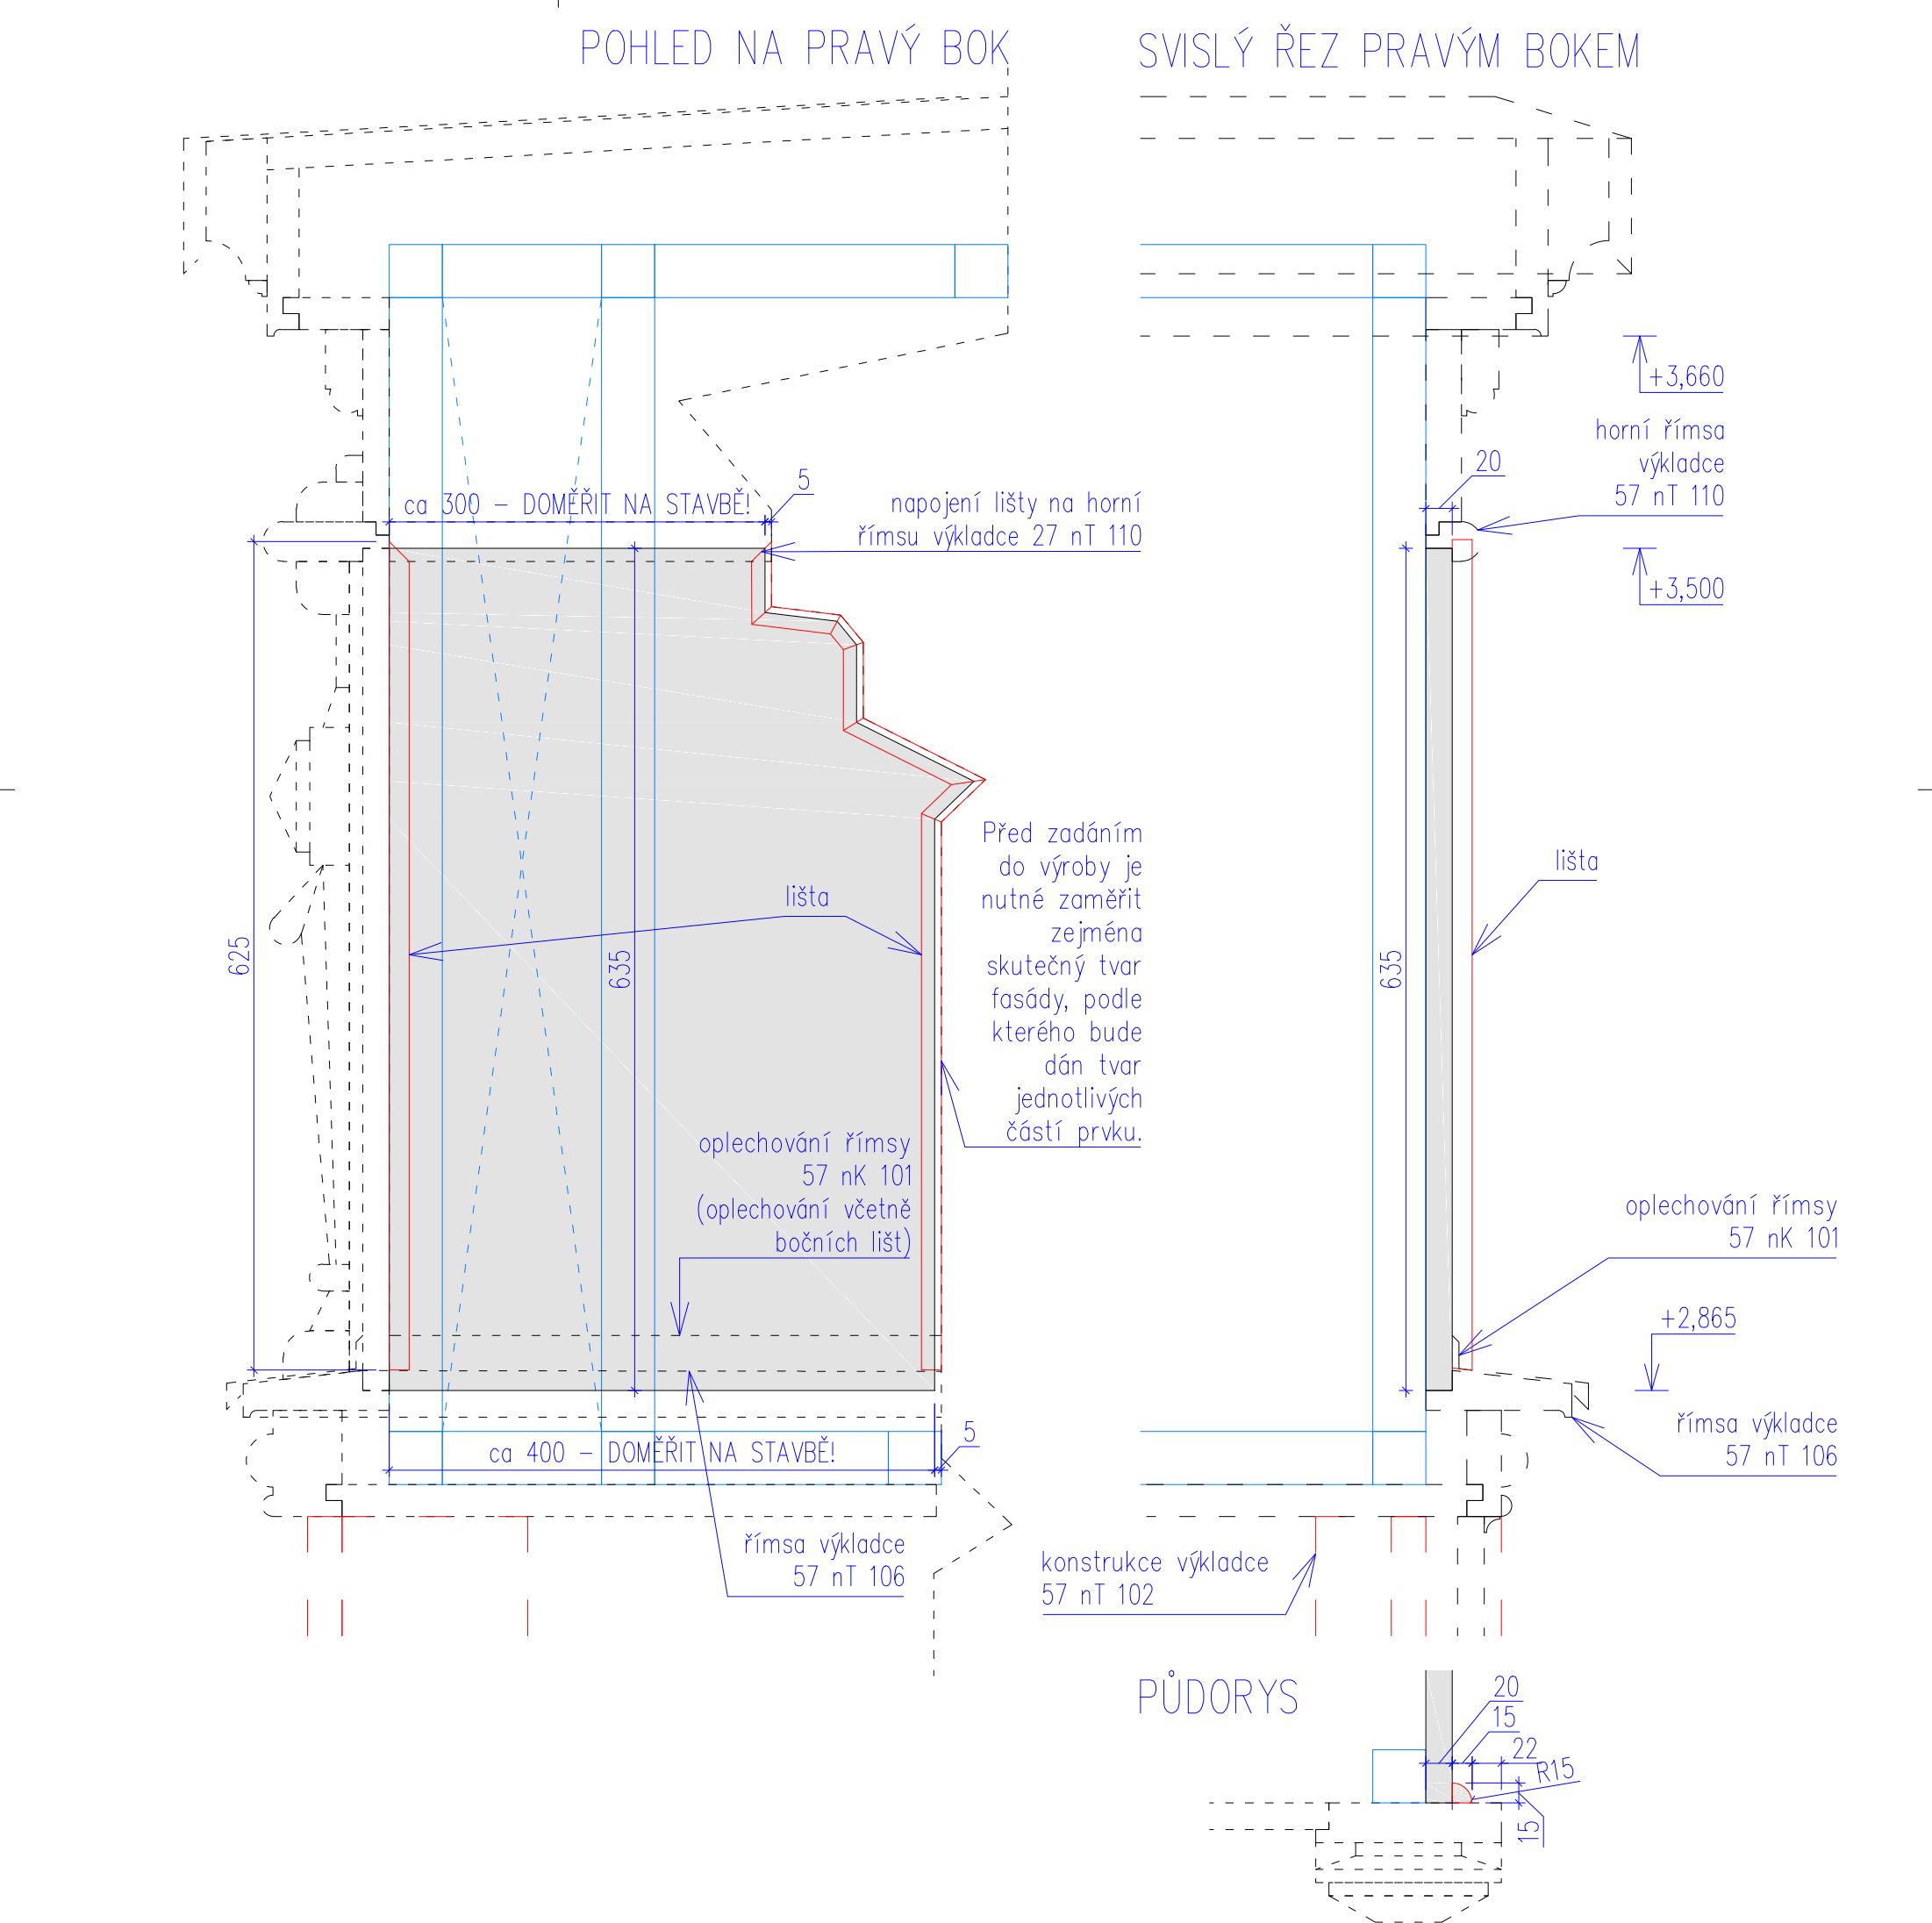 POHLED NA PRAVÝ BOK
SVISLÝ ŘEZ PRAVÝM BOKEM
+3,660
horní římsa
výkladce
57 nT 110
20
5
ca 300 – DOMĚŘIT NA STAVBĚ!
napojení lišty na horní
římsu výkladce 27 nT 110
+3,500
Před zadáním
do výroby je
nutné zaměřit
zejména
skutečný tvar
fasády, podle
kterého bude
dán tvar
jednotlivých
částí prvku.
lišta
lišta
625
635
635
oplechování římsy
57 nK 101
(oplechování včetně
bočních lišt)
oplechování římsy
57 nK 101
+2,865
římsa výkladce
57 nT 106
5
ca 400 – DOMĚŘIT NA STAVBĚ!
římsa výkladce
57 nT 106
konstrukce výkladce
57 nT 102
PŮDORYS
20
15
22
R15
15